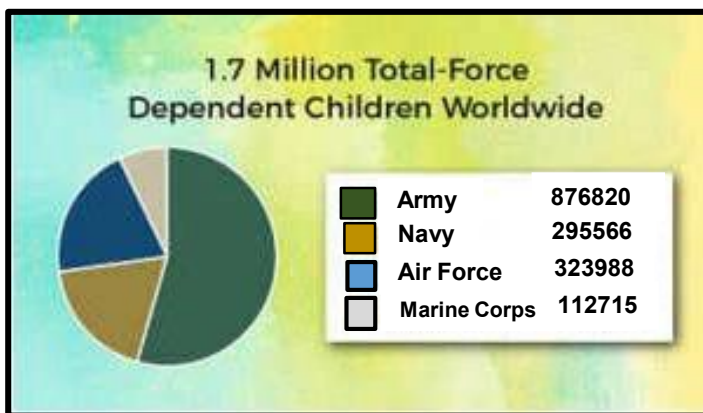 1.7 Million Total-Force
Dependent Children Worldwide
Army 876820
Navy 295566
Air Force 323988
Marine Corps 112715